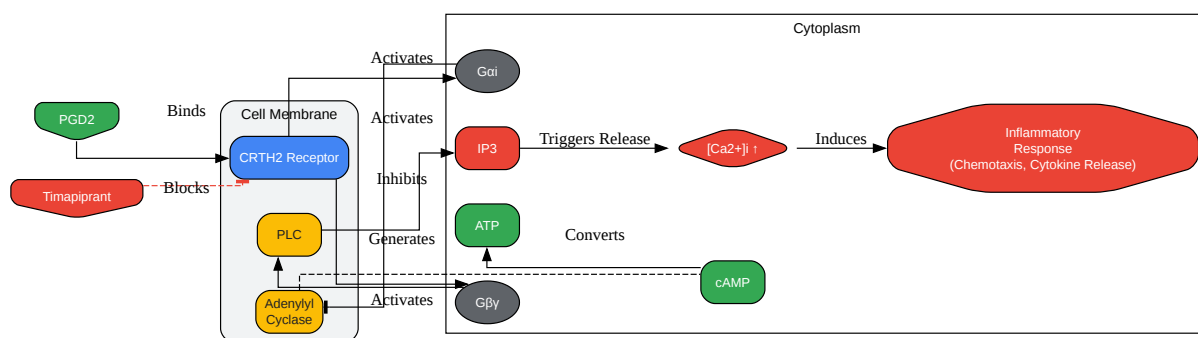 Cytoplasm
Activates
Gαi
PGD2
Binds
Cell Membrane
Activates
CRTH2 Receptor
IP3
Triggers Release
[Ca2+]i ↑
Induces
Inflammatory
Response
(Chemotaxis, Cytokine Release)
Timapiprant
Blocks
Inhibits
PLC
Generates
ATP
Converts
cAMP
Adenylyl
Cyclase
Activates
Gβγ